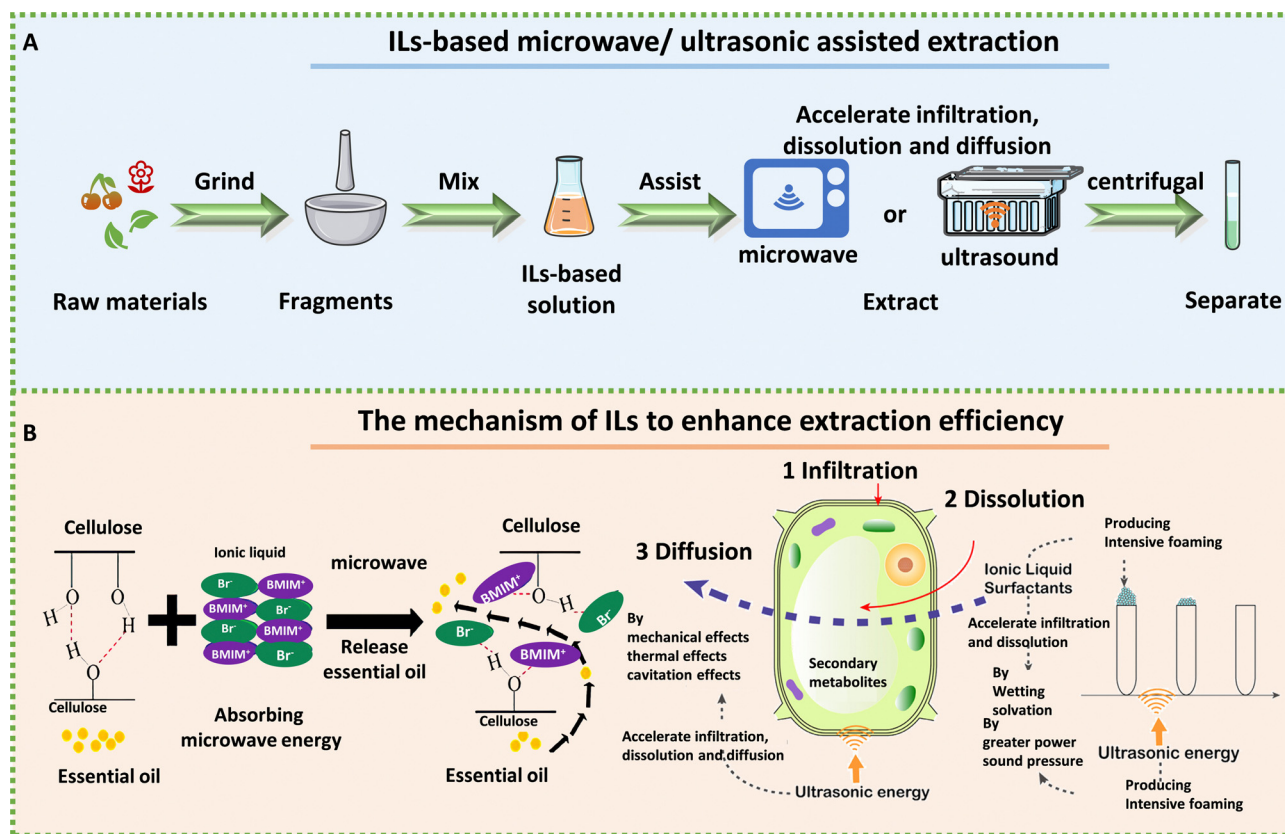 A
ILs-based microwave/ ultrasonic assisted extraction
Accelerate infiltration,
dissolution and diffusion
Grind
Mix
Assist
centrifugal
or
microwave
ultrasound
ILs-based
solution
Raw materials
Fragments
Extract
Separate
B
The mechanism of ILs to enhance extraction efficiency
Cellulose
O
O
H
H
H
H
O
Cellulose
Essential oil
Ionic liquid
Br-
BMIM+
BMIM+
Br-
Br-
BMIM+
BMIM+
Br-
Absorbing
microwave energy
microwave
Release
essential oil
Cellulose
BMIM+
O
H
Br-
Br-
H
BMIM+
O
Cellulose
Essential oil
1 Infiltration
2 Dissolution
3 Diffusion
By
mechanical effects
thermal effects
cavitation effects
Accelerate infiltration,
dissolution and diffusion
Secondary
metabolites
Ultrasonic energy
Ionic Liquid
Surfactants
Accelerate infiltration
and dissolution
By
Wetting
solvation
By
greater power
sound pressure
Producing
Intensive foaming
Ultrasonic energy
Producing
Intensive foaming